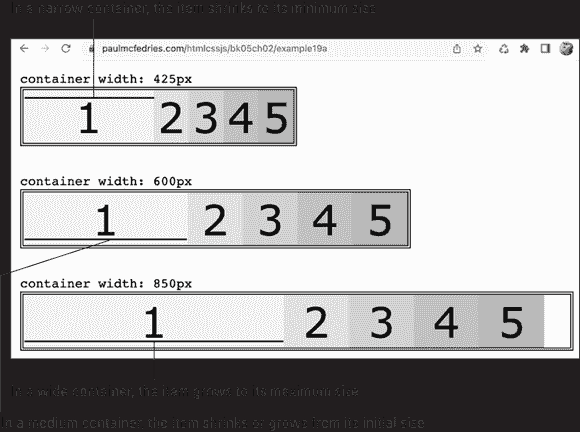 In a narrow container, the item shrinks to its minimum size
paulmcfedries.com/htmlcssjs/bk05ch02/example19a
container width: 425px
1 2 3 4 5
container width: 600px
1 2 3 4 5
container width: 850px
1 2 3 4 5
In a wide container, the item grows to its maximum size
In a medium container the item shrinks or grows from its initial size